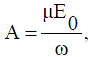 A = μE₀ / ω,